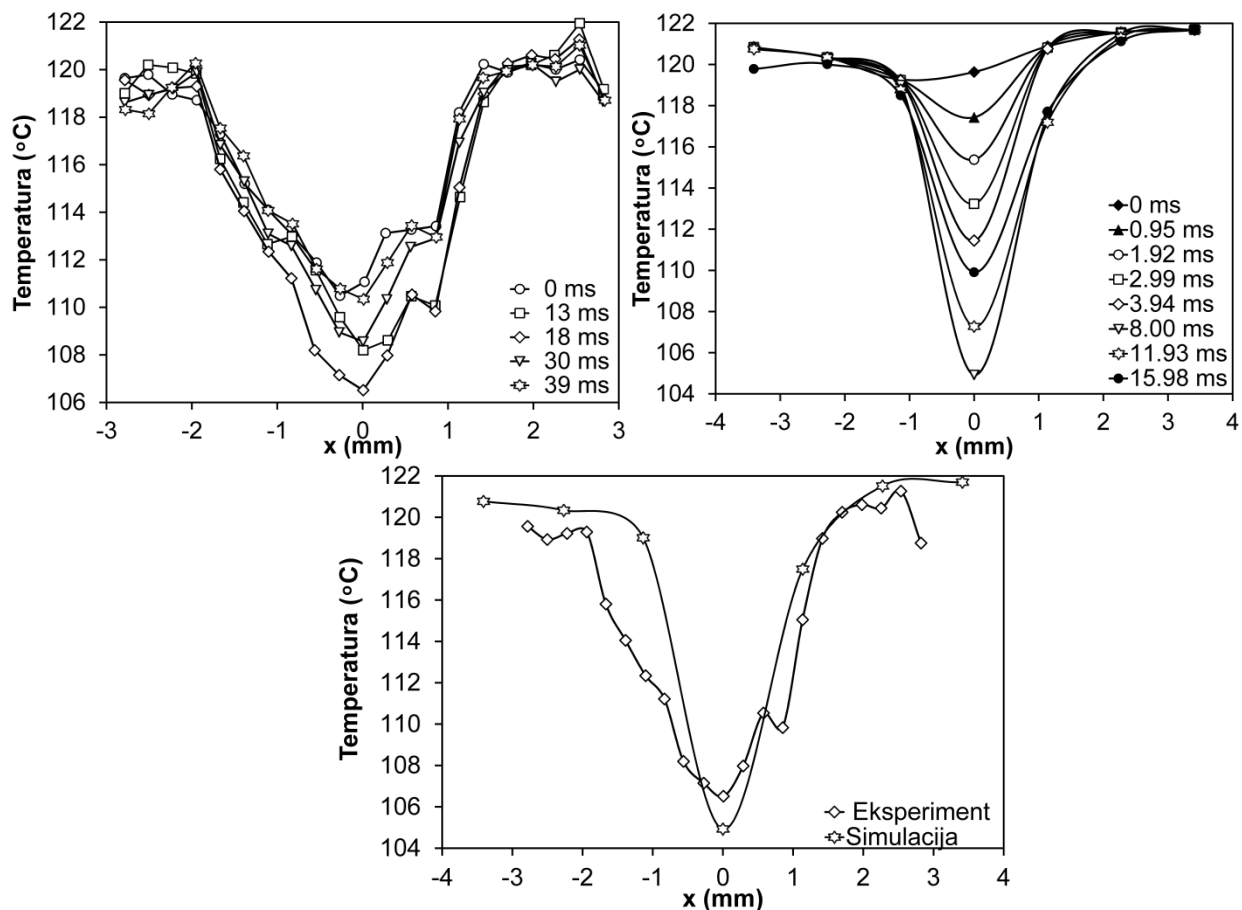 122
120
118
116
114
112
110
108
106
Temperatura (°C)
-3 -2 -1 0 1 2 3
x (mm)
0 ms
13 ms
18 ms
30 ms
39 ms
122
120
118
116
114
112
110
108
106
104
102
Temperatura (°C)
-4 -3 -2 -1 0 1 2 3 4
x (mm)
0 ms
0.95 ms
1.92 ms
2.99 ms
3.94 ms
8.00 ms
11.93 ms
15.98 ms
122
120
118
116
114
112
110
108
106
104
Temperatura (°C)
-4 -3 -2 -1 0 1 2 3 4
x (mm)
Eksperiment
Simulacija